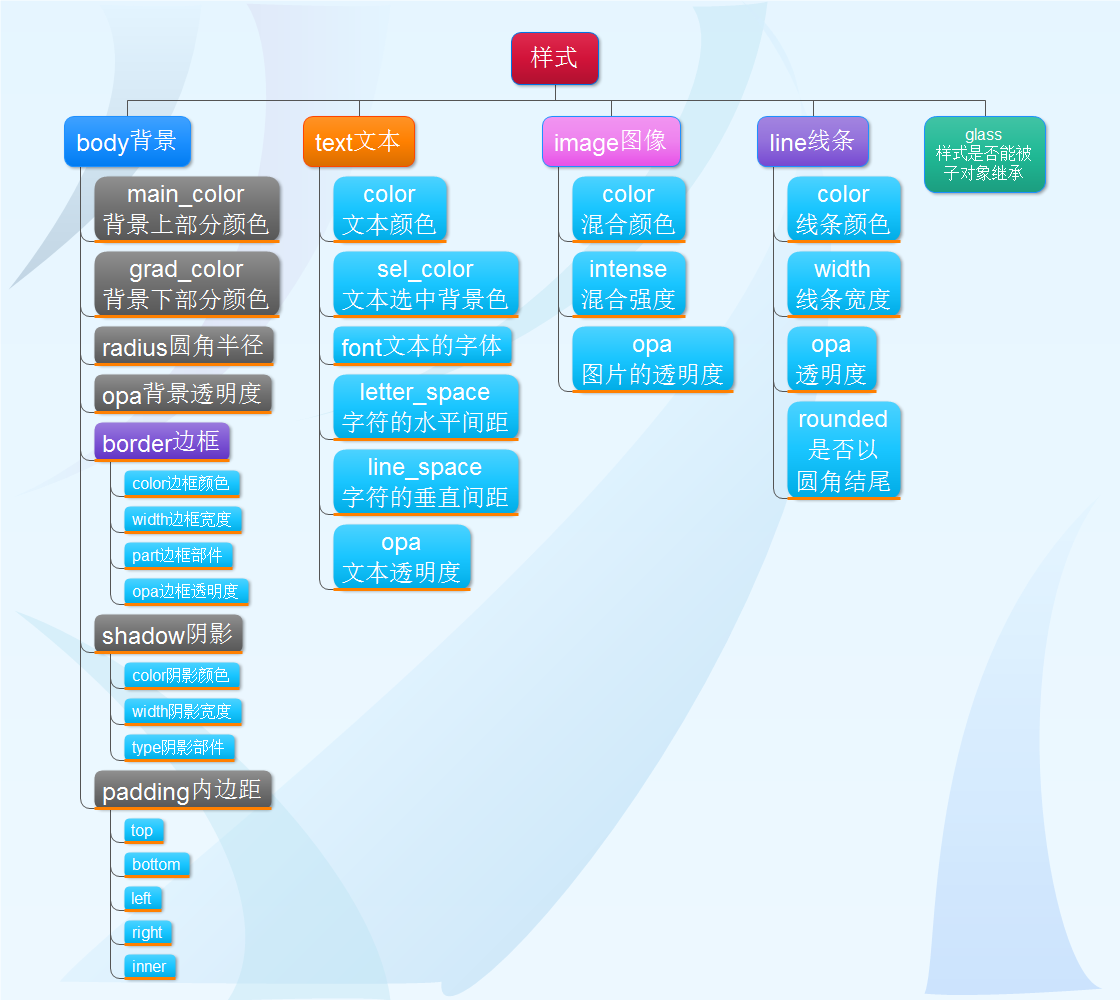 样式
body背景
main_color
背景上部分颜色
grad_color
背景下部分颜色
radius圆角半径
opa背景透明度
border边框
color边框颜色
width边框宽度
part边框部件
opa边框透明度
shadow阴影
color阴影颜色
width阴影宽度
type阴影部件
padding内边距
top
bottom
left
right
inner
text文本
color
文本颜色
sel_color
文本选中背景色
font文本的字体
letter_space
字符的水平间距
line_space
字符的垂直间距
opa
文本透明度
image图像
color
混合颜色
intense
混合强度
opa
图片的透明度
line线条
color
线条颜色
width
线条宽度
opa
透明度
rounded
是否以
圆角结尾
glass
样式是否能被
子对象继承